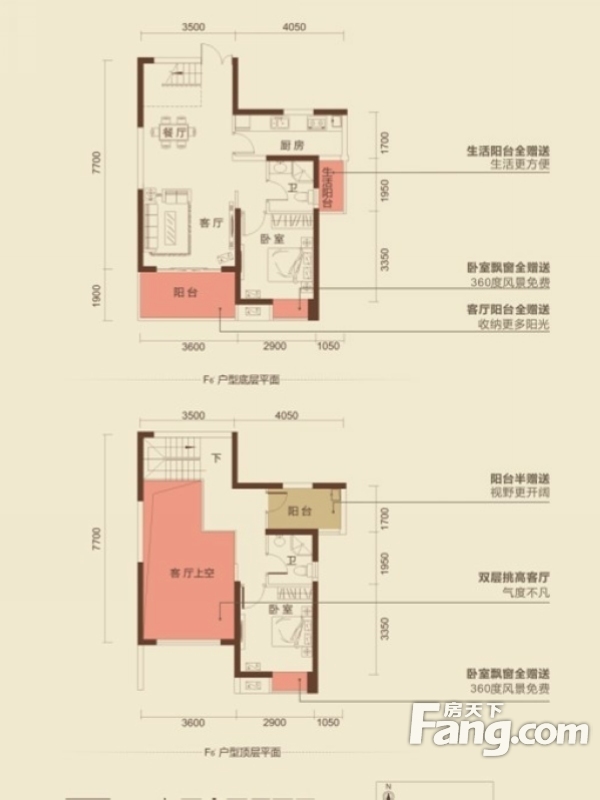 3500 4050
餐厅
厨房
7700
1700
生活阳台全赠送
生活更方便
卫
生活阳台
1950
客厅
卧室
3350
卧室飘窗全赠送
360度风景免费
阳台
1900
客厅阳台全赠送
收纳更多阳光
3600 2900 1050
F6 户型底层平面
3500 4050
下
阳台半赠送
视野更开阔
阳台
1700
7700
卫
1950
客厅上空
双层挑高客厅
气度不凡
卧室
3350
卧室飘窗全赠送
360度风景免费
3600 2900 1050
房天下
Fang.com
F6 户型顶层平面
N